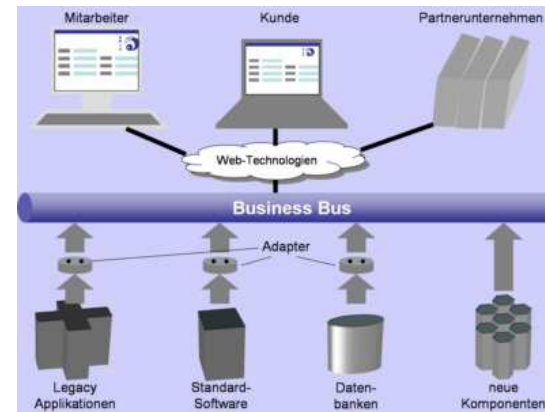 Mitarbeiter
Kunde
Partnerunternehmen
Web-Technologien
Business Bus
Adapter
Legacy
Applikationen
Standard-
Software
Daten-
banken
neue
Komponenten